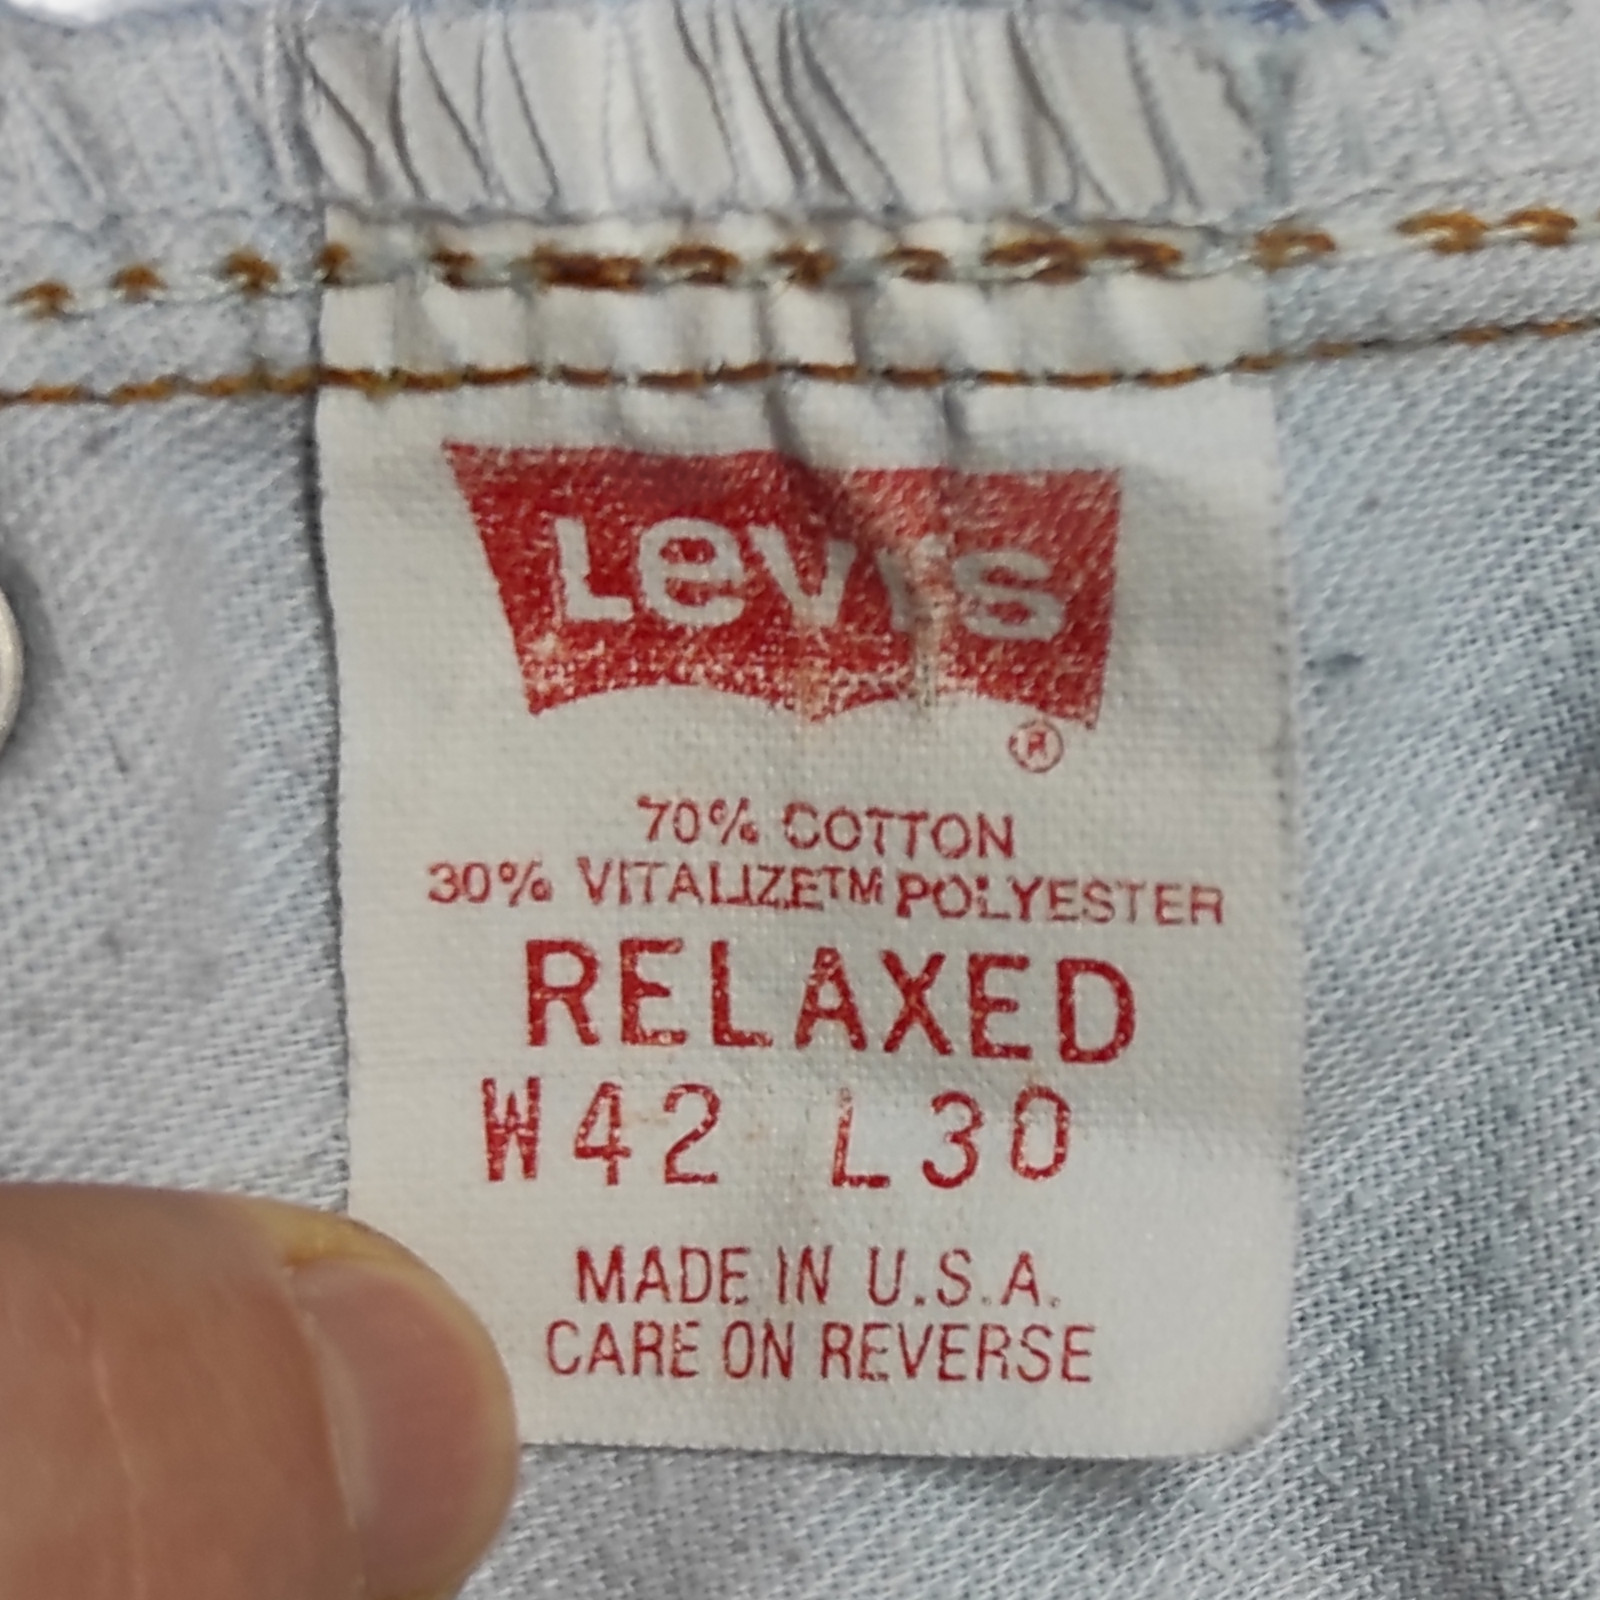 Levi's
®
70% COTTON
30% VITALIZE™ POLYESTER
RELAXED
W42 L30
MADE IN U.S.A.
CARE ON REVERSE